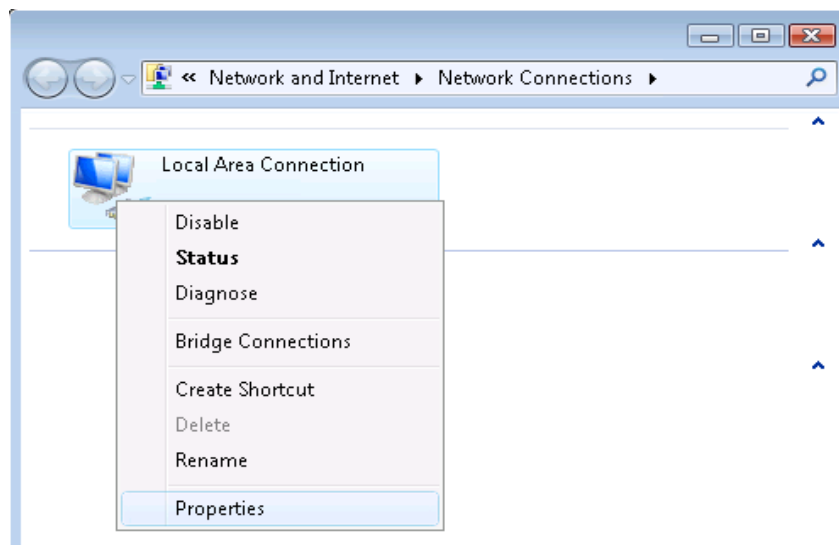 « Network and Internet ▸ Network Connections ▸
Local Area Connection
Disable
Status
Diagnose
Bridge Connections
Create Shortcut
Delete
Rename
Properties